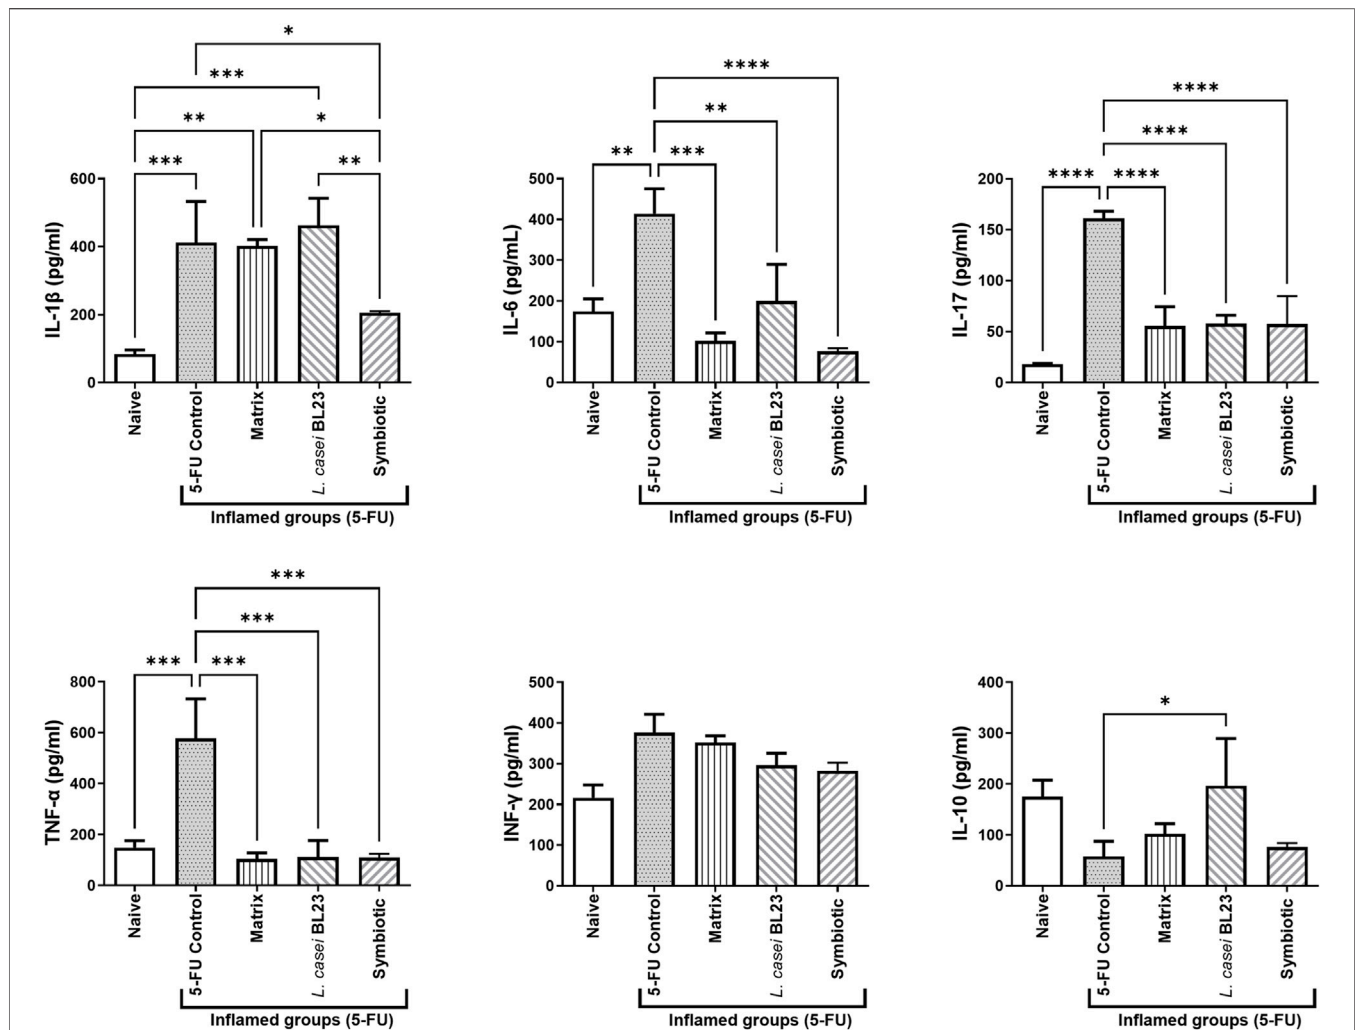 *
***
**
*
***
**
600
400
200
0
IL-1β (pg/ml)
Naive
5-FU Control
Matrix
L. casei BL23
Symbiotic
Inflamed groups (5-FU)
****
**
**
***
500
400
300
200
100
0
IL-6 (pg/mL)
Naive
5-FU Control
Matrix
L. casei BL23
Symbiotic
Inflamed groups (5-FU)
****
****
****
****
200
150
100
50
0
IL-17 (pg/ml)
Naive
5-FU Control
Matrix
L. casei BL23
Symbiotic
Inflamed groups (5-FU)
***
***
***
***
800
600
400
200
0
TNF-α (pg/ml)
Naive
5-FU Control
Matrix
L. casei BL23
Symbiotic
Inflamed groups (5-FU)
500
400
300
200
100
0
INF-γ (pg/ml)
Naive
5-FU Control
Matrix
L. casei BL23
Symbiotic
Inflamed groups (5-FU)
*
400
300
200
100
0
IL-10 (pg/ml)
Naive
5-FU Control
Matrix
L. casei BL23
Symbiotic
Inflamed groups (5-FU)